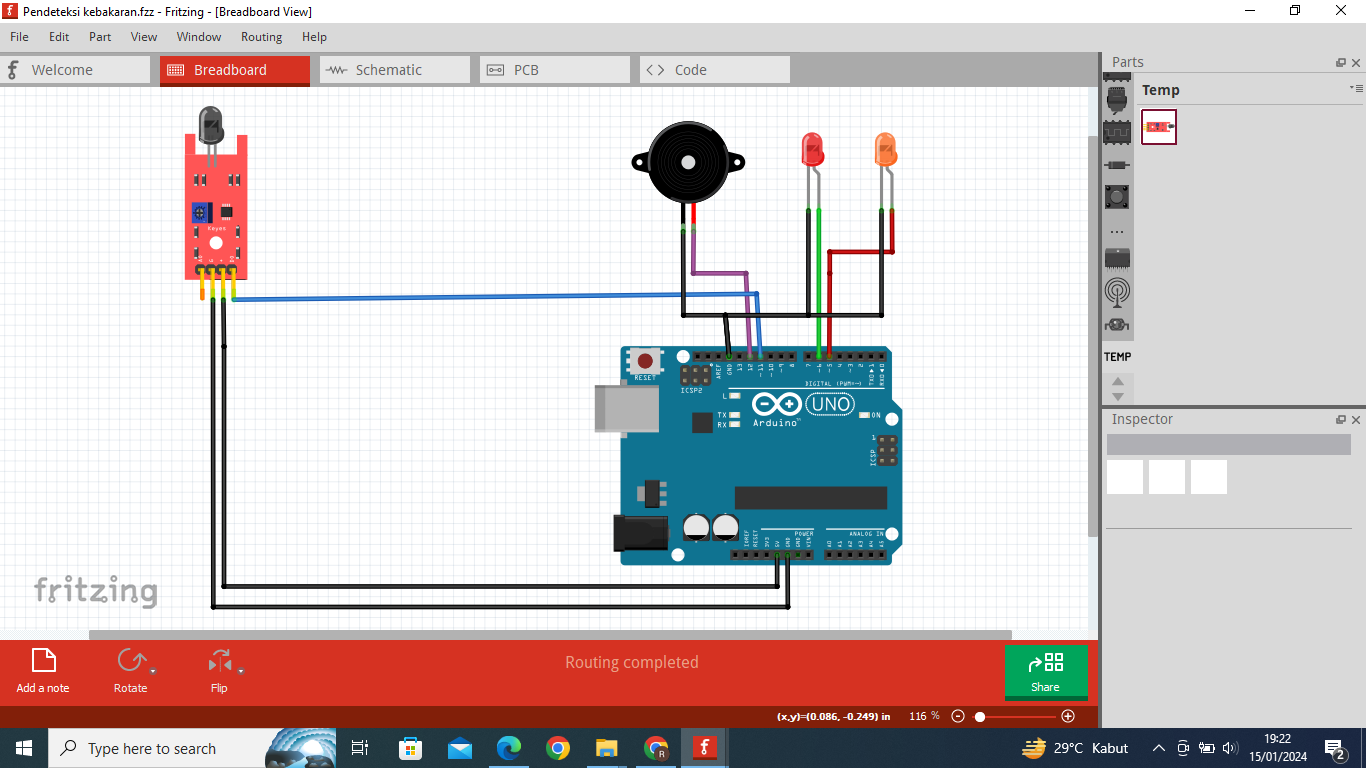 Pendeteksi kebakaran.fzz - Fritzing - [Breadboard View]
File Edit Part View Window Routing Help
Welcome Breadboard Schematic PCB Code
Parts
Temp
TEMP
Inspector
Keyes
RESET
ICSP2
AREF
GND
13
12
~11
~10
~9
8
7
~6
~5
4
~3
2
TX0 1
RX0 0
DIGITAL (PWM~)
L
TX
RX
UNO
Arduino
ON
1
ICSP
POWER
ANALOG IN
IOREF
RESET
3V3
5V
GND
GND
VIN
A0
A1
A2
A3
A4
A5
fritzing
Add a note
Rotate
Flip
Routing completed
Share
(x,y)=(0.086, -0.249) in 116 %
Type here to search
R
29°C Kabut
19:22
15/01/2024
2